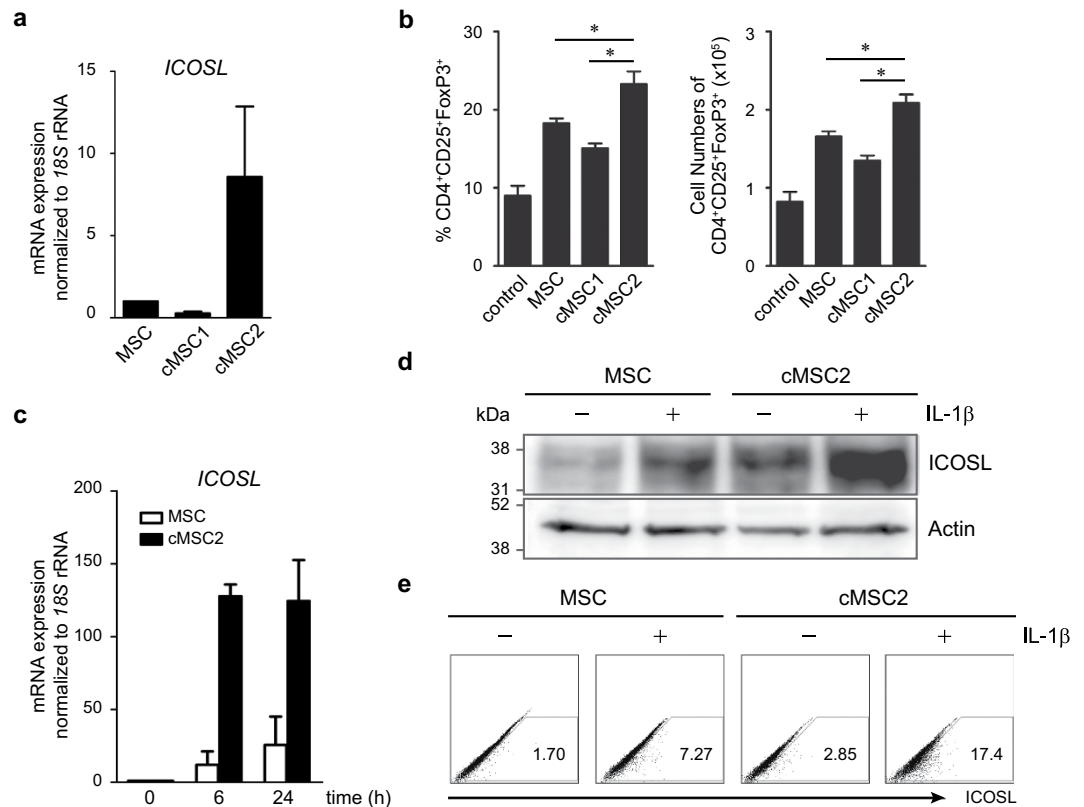 a
ICOSL
mRNA expression
normalized to 18S rRNA
15
10
5
0
MSC
cMSC1
cMSC2
b
% CD4+CD25+FoxP3+
30
20
10
0
*
*
control
MSC
cMSC1
cMSC2
Cell Numbers of
CD4+CD25+FoxP3+ (x10⁵)
3
2
1
0
*
*
control
MSC
cMSC1
cMSC2
c
ICOSL
mRNA expression
normalized to 18S rRNA
200
150
100
50
0
MSC
cMSC2
0 6 24 time (h)
d
MSC cMSC2
kDa − + − + IL-1β
38
31
ICOSL
52
38
Actin
e
MSC cMSC2
− + − + IL-1β
1.70 7.27 2.85 17.4
ICOSL